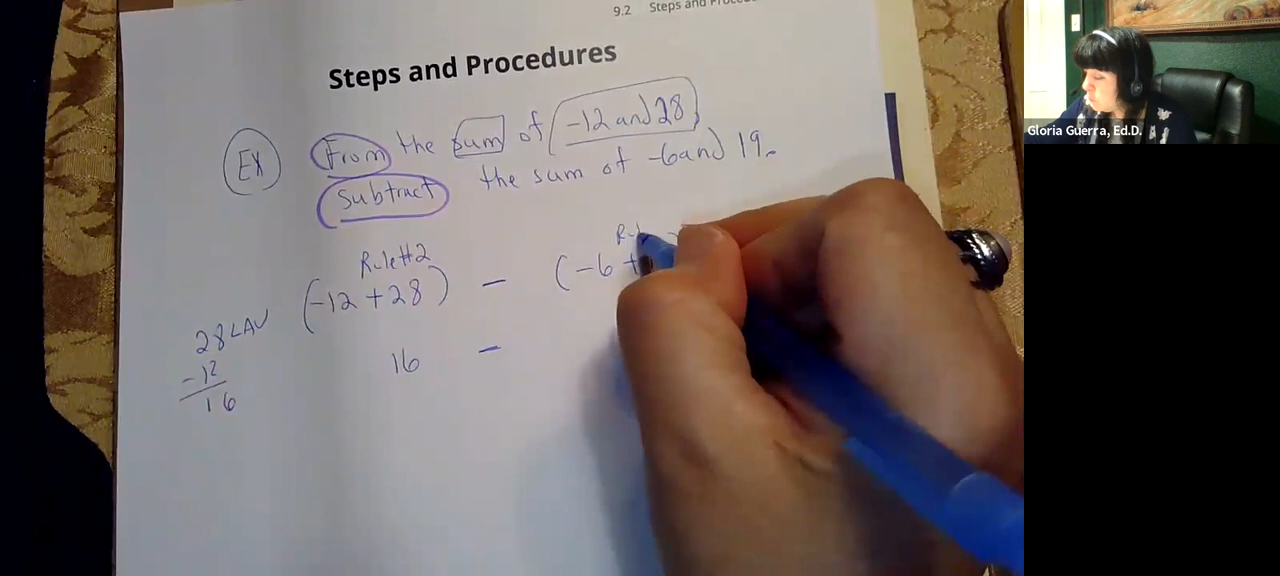 9.2 Steps and
Steps and Procedures
EX From the sum of (-12 and 28)
Subtract the sum of -6 and 19.
Rule #2
(-12 + 28) - (-6 +
28 LAV
-12
16
16 -
Gloria Guerra, Ed.D.